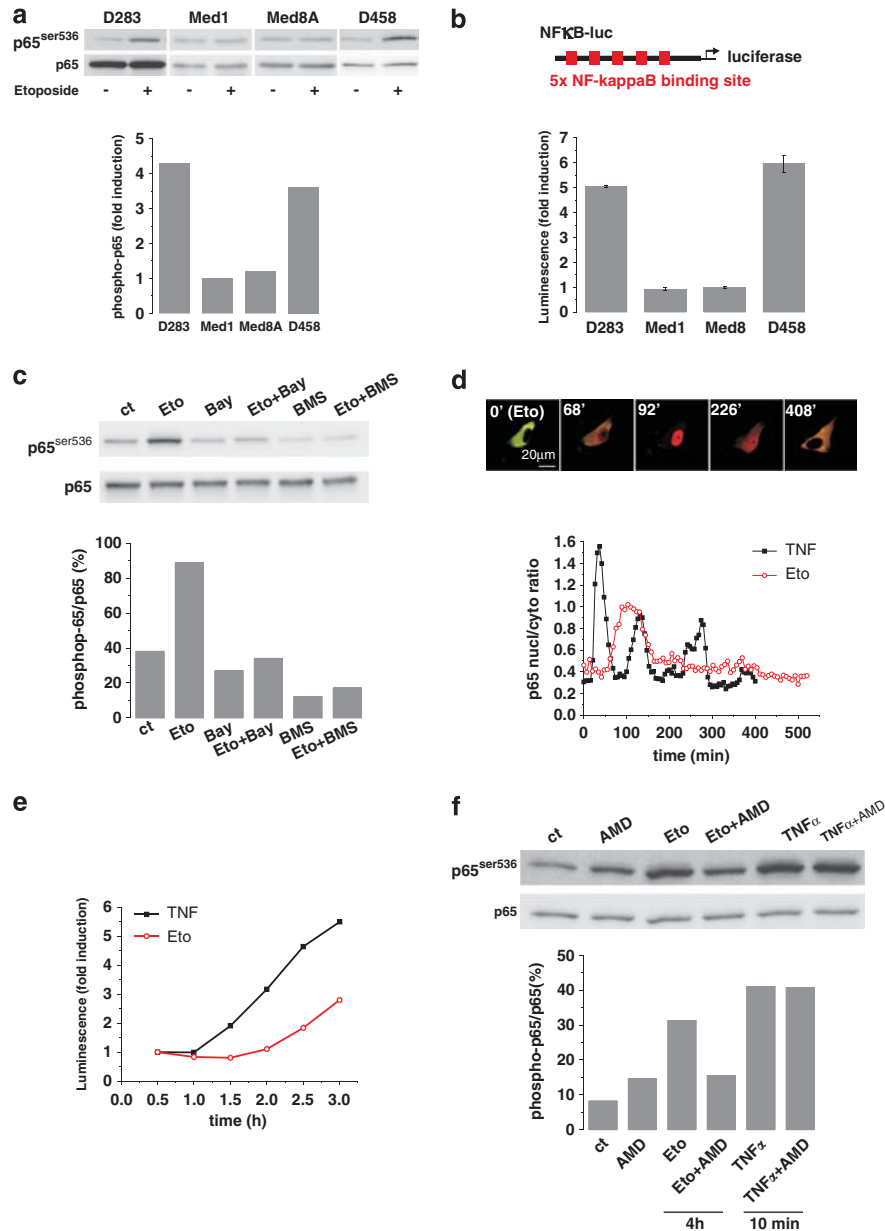 a
D283 Med1 Med8A D458
p65ser536
p65
Etoposide - + - + - + - +
phospho-p65 (fold induction)
5
4
3
2
1
0
D283 Med1 Med8A D458
b
NFκB-luc
luciferase
5x NF-kappaB binding site
Luminescence (fold induction)
7
6
5
4
3
2
1
0
D283 Med1 Med8 D458
c
ct Eto Bay Eto+Bay BMS Eto+BMS
p65ser536
p65
phosphop-65/p65 (%)
100
80
60
40
20
0
ct Eto Bay Eto+Bay BMS Eto+BMS
d
0' (Eto) 68' 92' 226' 408'
20μm
p65 nucl/cyto ratio
1.6
1.4
1.2
1.0
0.8
0.6
0.4
0.2
0.0
TNF
Eto
0 100 200 300 400 500
time (min)
e
Luminescence (fold induction)
6
5
4
3
2
1
0
TNF
Eto
0.0 0.5 1.0 1.5 2.0 2.5 3.0
time (h)
f
ct AMD Eto Eto+AMD TNFα TNFα+AMD
p65ser536
p65
phospho-p65/p65(%)
50
40
30
20
10
0
ct AMD Eto Eto+AMD TNFα TNFα+AMD
4h 10 min